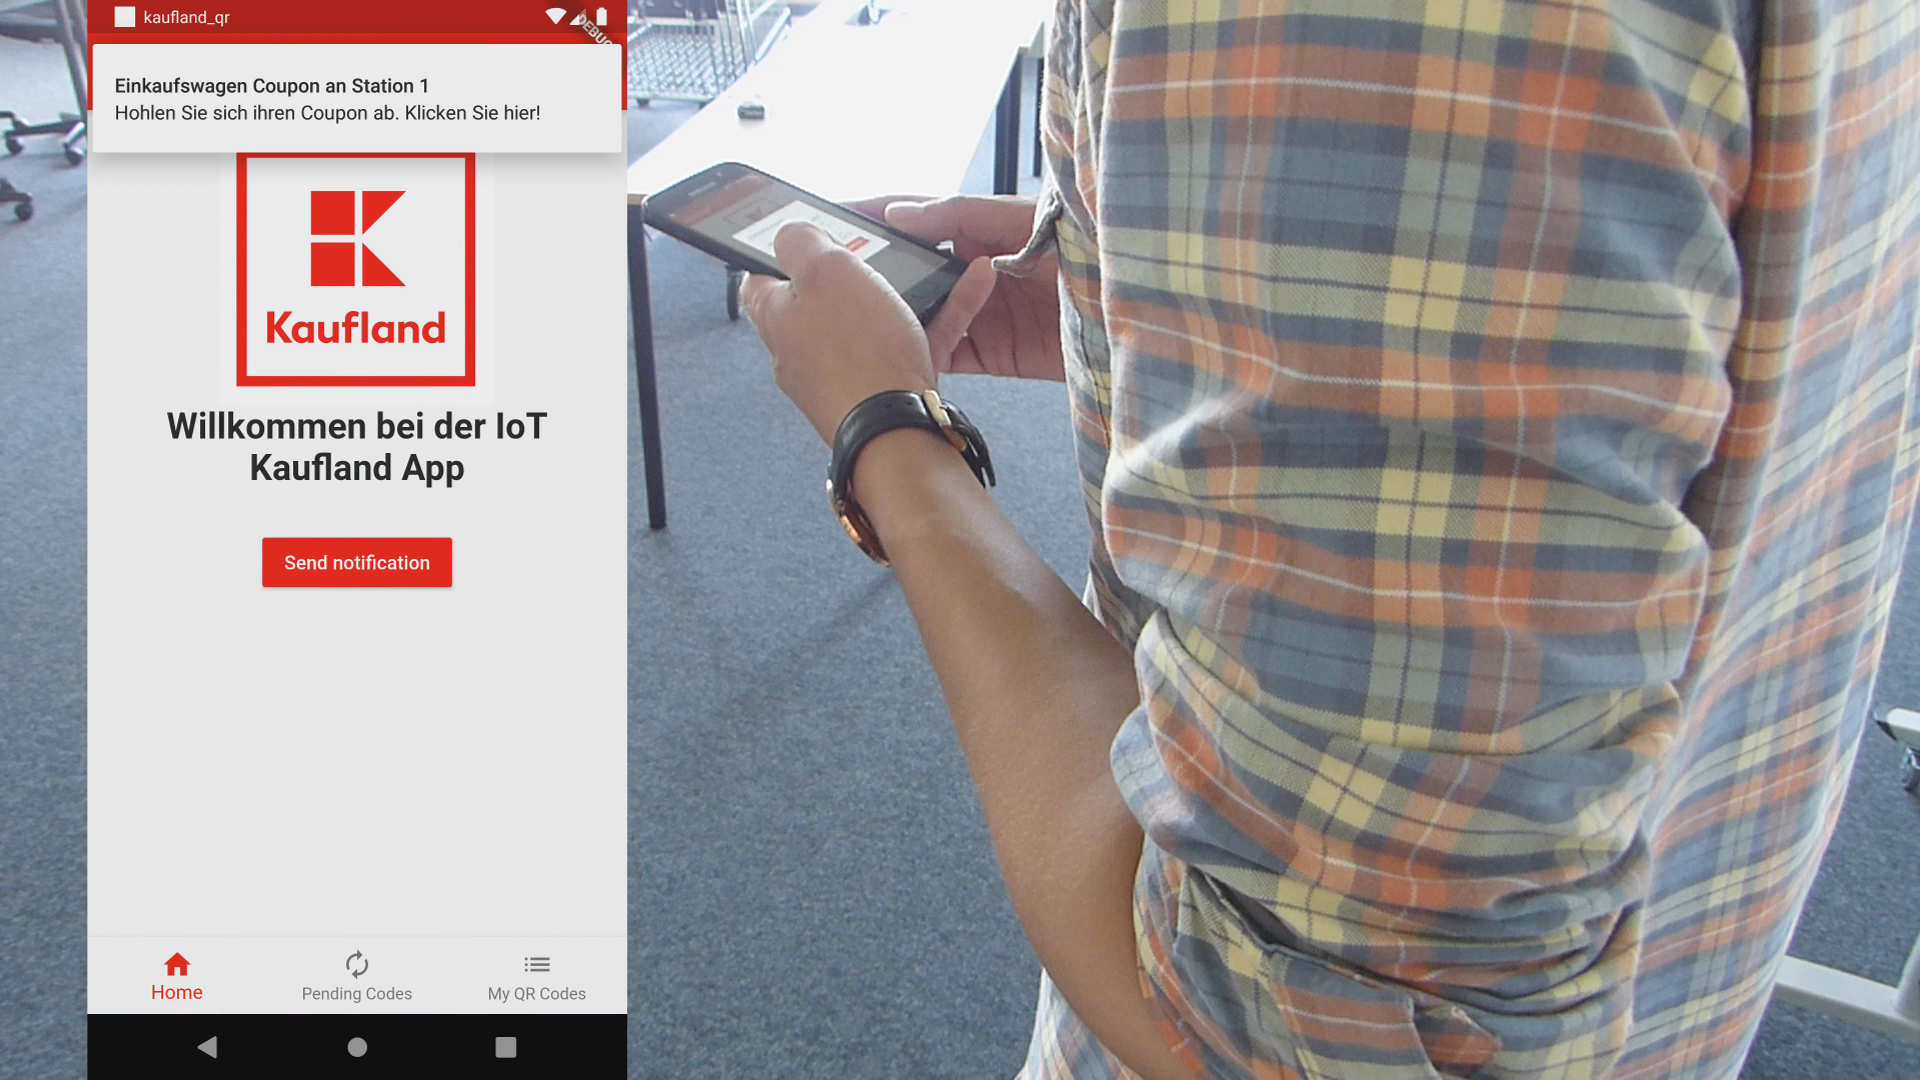 kaufland_qr
DEBUG
Einkaufswagen Coupon an Station 1
Hohlen Sie sich ihren Coupon ab. Klicken Sie hier!
Kaufland
Willkommen bei der IoT
Kaufland App
Send notification
Home
Pending Codes
My QR Codes